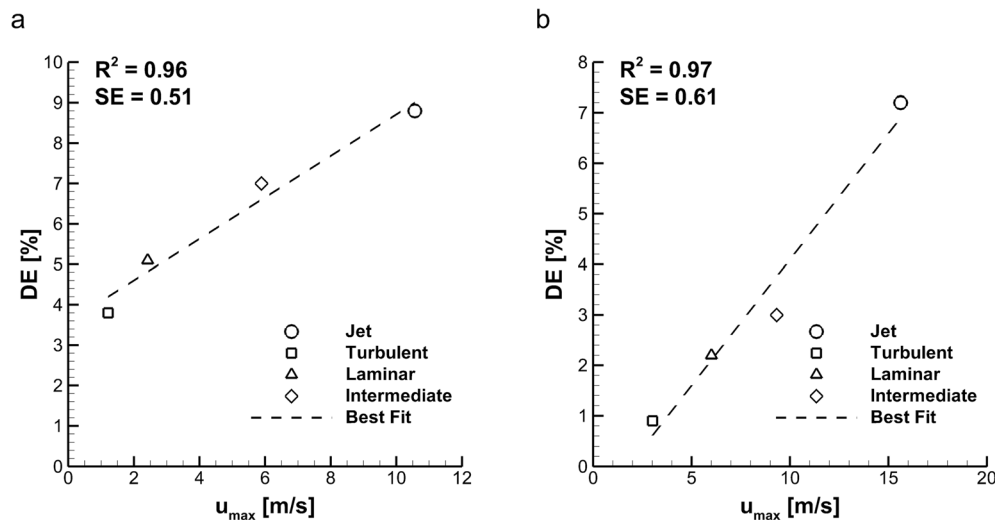 a
R² = 0.96
SE = 0.51
DE [%]
10
9
8
7
6
5
4
3
2
1
0
0 2 4 6 8 10 12
u_max [m/s]
Jet
Turbulent
Laminar
Intermediate
Best Fit
b
R² = 0.97
SE = 0.61
DE [%]
8
7
6
5
4
3
2
1
0
0 5 10 15 20
u_max [m/s]
Jet
Turbulent
Laminar
Intermediate
Best Fit